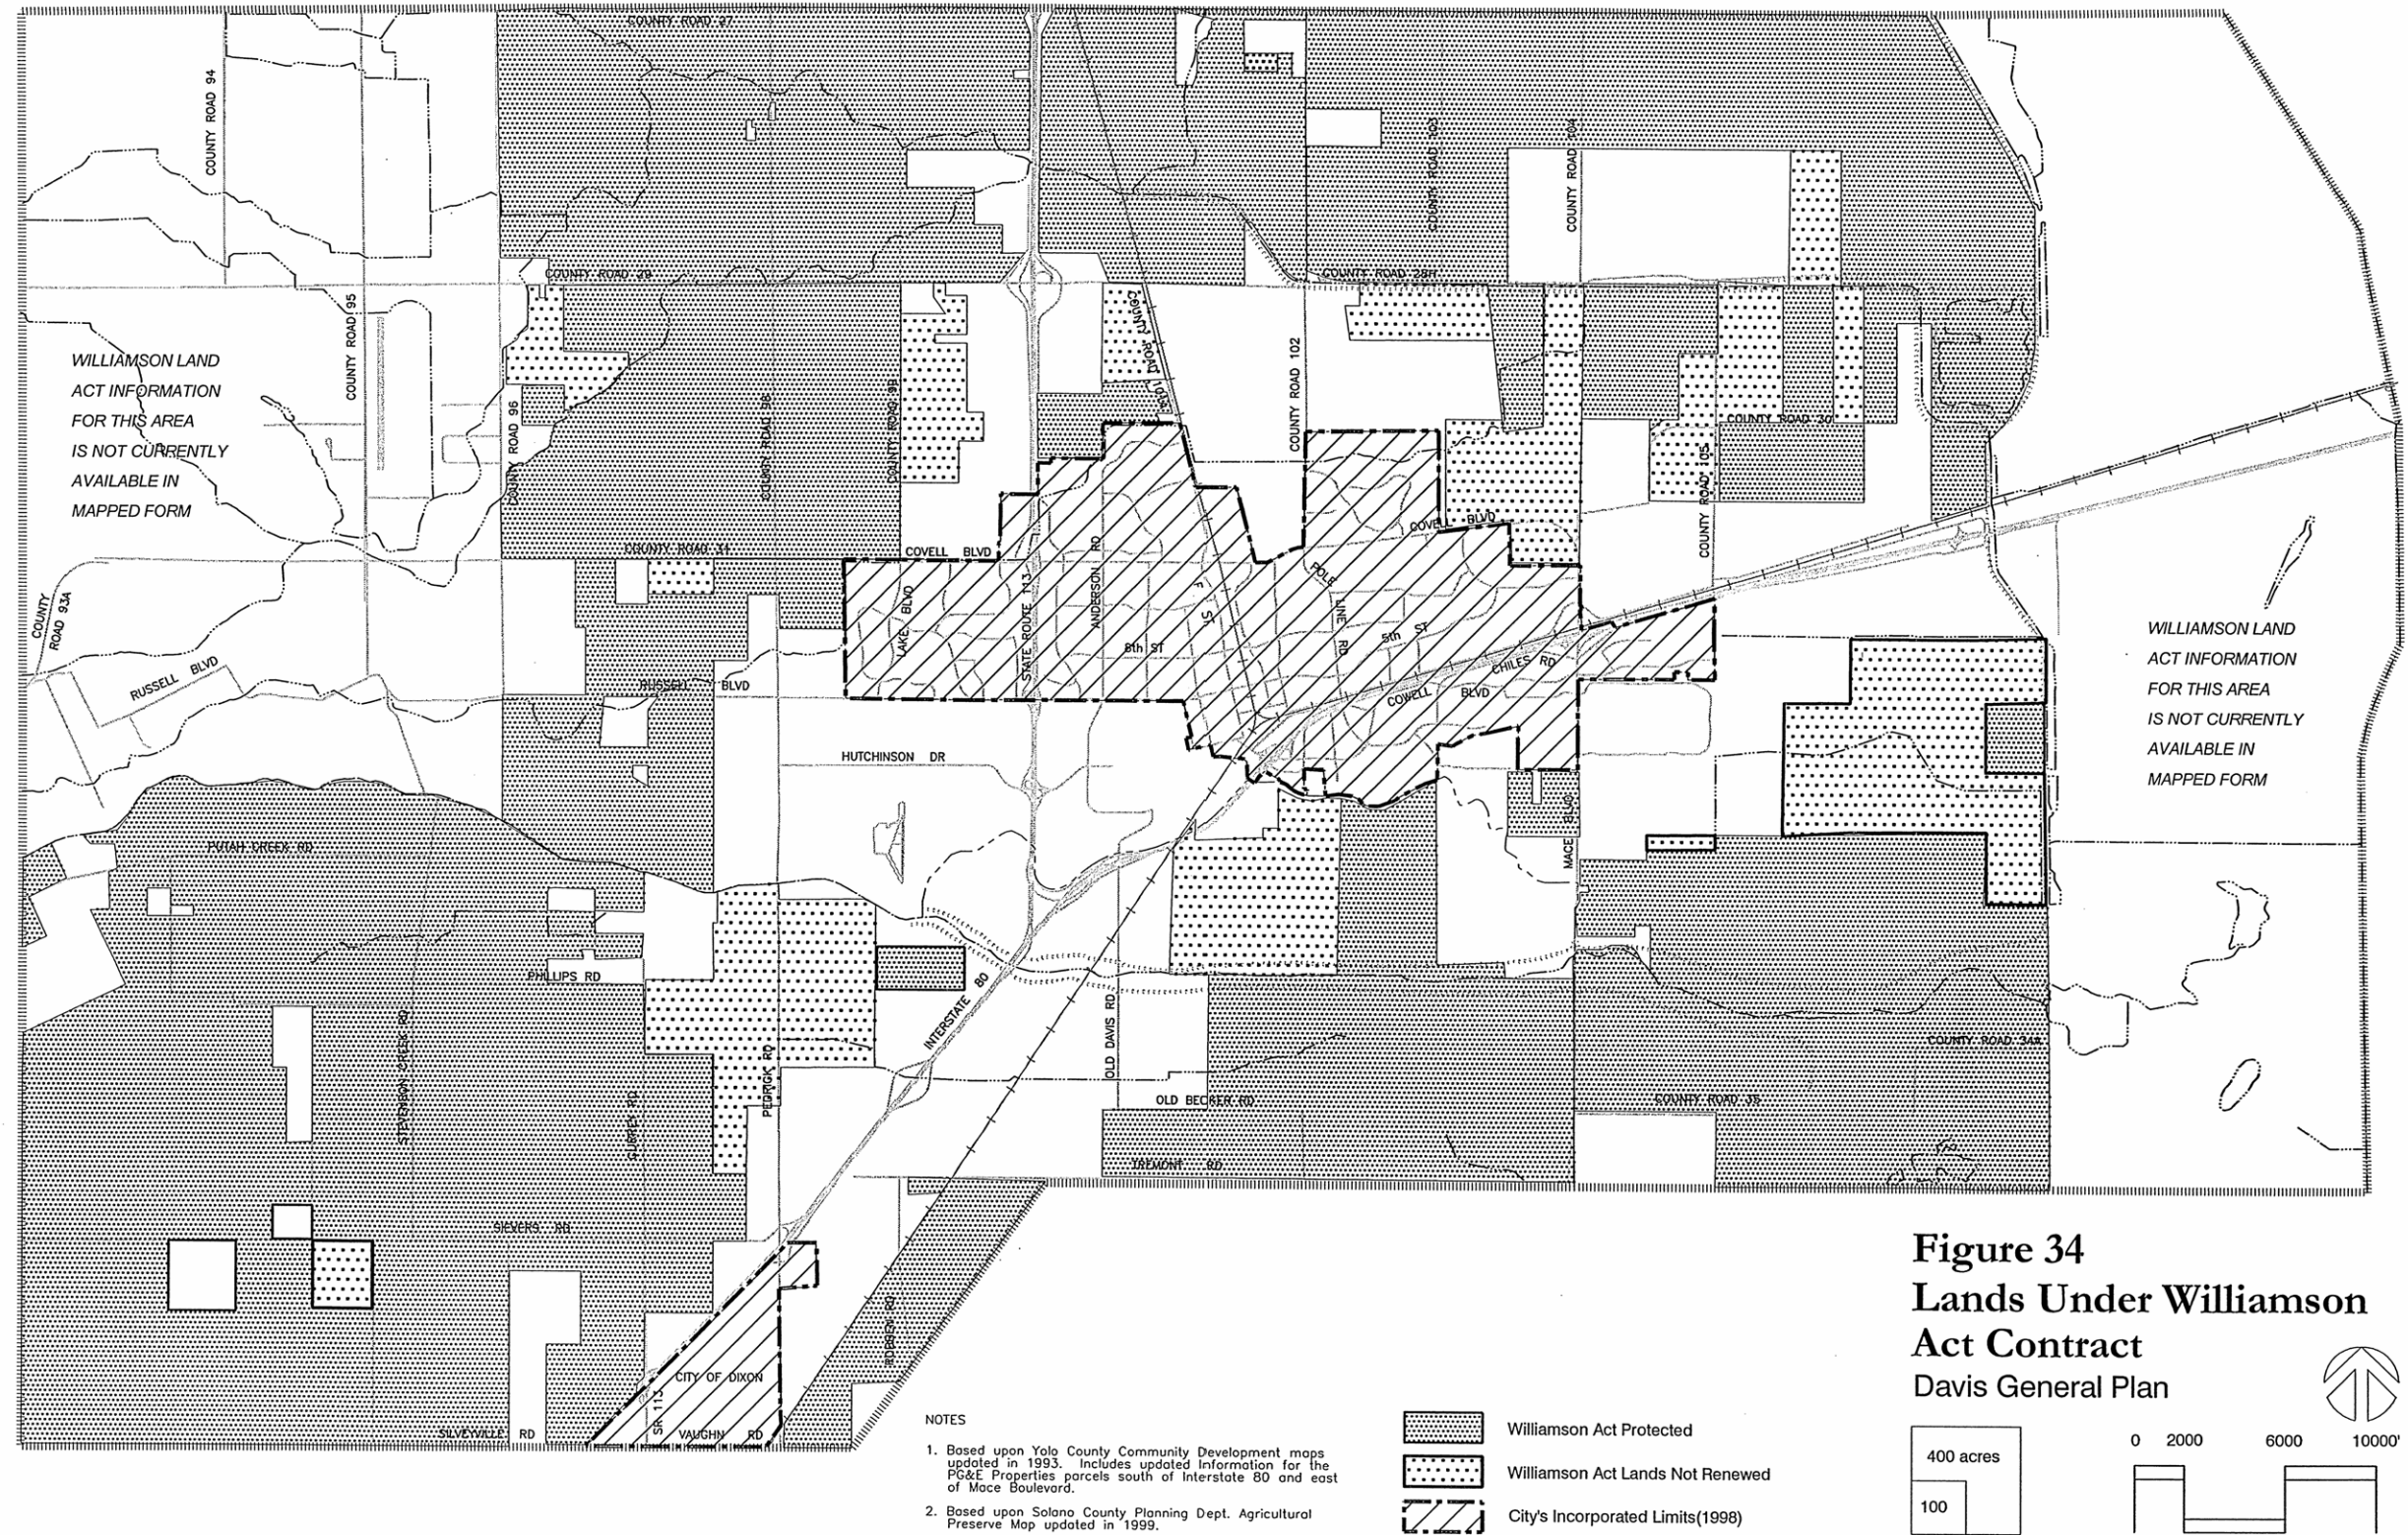 COUNTY ROAD 27
COUNTY ROAD 94
COUNTY ROAD 103
COUNTY ROAD 104
COUNTY ROAD 29
COUNTY ROAD 28H
COUNTY ROAD 95
COUNTY ROAD 101A
COUNTY ROAD 102
WILLIAMSON LAND
ACT INFORMATION
FOR THIS AREA
IS NOT CURRENTLY
AVAILABLE IN
MAPPED FORM
COUNTY ROAD 96
COUNTY ROAD 98
COUNTY ROAD 99
COUNTY ROAD 30
COUNTY ROAD 105
COUNTY ROAD 31
COVELL BLVD
COVELL BLVD
COUNTY
ROAD 93A
LAKE BLVD
STATE ROUTE 113
ANDERSON RD
F ST
POLE LINE RD
8th ST
5th ST
CHILES RD
COWELL BLVD
RUSSELL BLVD
RUSSELL BLVD
WILLIAMSON LAND
ACT INFORMATION
FOR THIS AREA
IS NOT CURRENTLY
AVAILABLE IN
MAPPED FORM
HUTCHINSON DR
MACE BLVD
PUTAH CREEK RD
PHILLIPS RD
INTERSTATE 80
OLD DAVIS RD
STEVENSON CREEK RD
CURREY RD
PEDRICK RD
COUNTY ROAD 34A
OLD BECKER RD
COUNTY ROAD 35
TREMONT RD
SIEVERS RD
ROBBEN RD
CITY OF DIXON
SR 113
SILVEYVILLE RD
VAUGHN RD
Figure 34
Lands Under Williamson
Act Contract
Davis General Plan
NOTES
1. Based upon Yolo County Community Development maps
updated in 1993. Includes updated Information for the
PG&E Properties parcels south of Interstate 80 and east
of Mace Boulevard.
2. Based upon Solano County Planning Dept. Agricultural
Preserve Map updated in 1999.
Williamson Act Protected
Williamson Act Lands Not Renewed
City's Incorporated Limits(1998)
400 acres
100
0 2000 6000 10000'